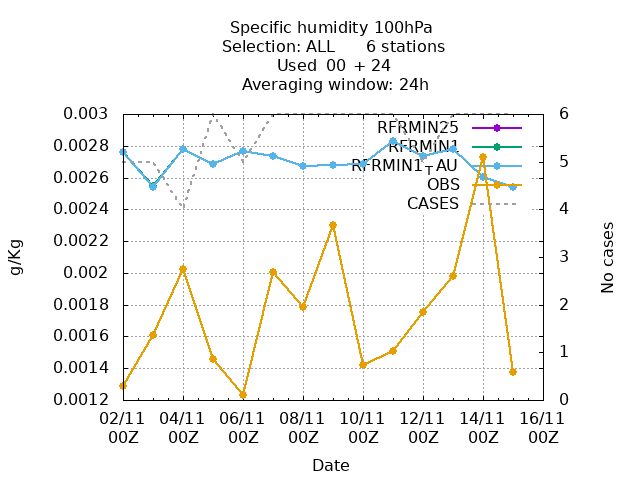 Specific humidity 100hPa
Selection: ALL 6 stations
Used 00 + 24
Averaging window: 24h
0.003
0.0028
0.0026
0.0024
0.0022
0.002
0.0018
0.0016
0.0014
0.0012
g/Kg
RFRMIN25
RFRMIN1
RFRMIN1TAU
OBS
CASES
6
5
4
3
2
1
0
No cases
02/11 04/11 06/11 08/11 10/11 12/11 14/11 16/11
00Z 00Z 00Z 00Z 00Z 00Z 00Z 00Z
Date